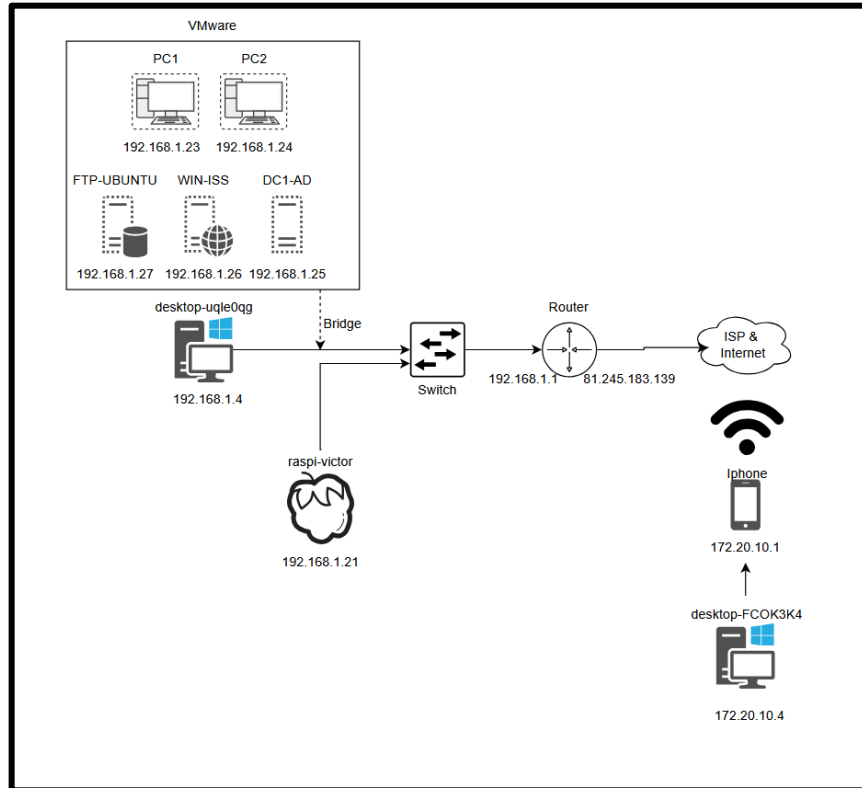 VMware
PC1
PC2
192.168.1.23
192.168.1.24
FTP-UBUNTU
WIN-ISS
DC1-AD
192.168.1.27
192.168.1.26
192.168.1.25
desktop-uqle0qg
Bridge
192.168.1.4
Switch
Router
192.168.1.1
81.245.183.139
ISP &
Internet
raspi-victor
192.168.1.21
Iphone
172.20.10.1
desktop-FCOK3K4
172.20.10.4